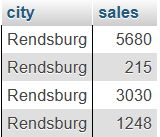 city sales
Rendsburg 5680
Rendsburg 215
Rendsburg 3030
Rendsburg 1248